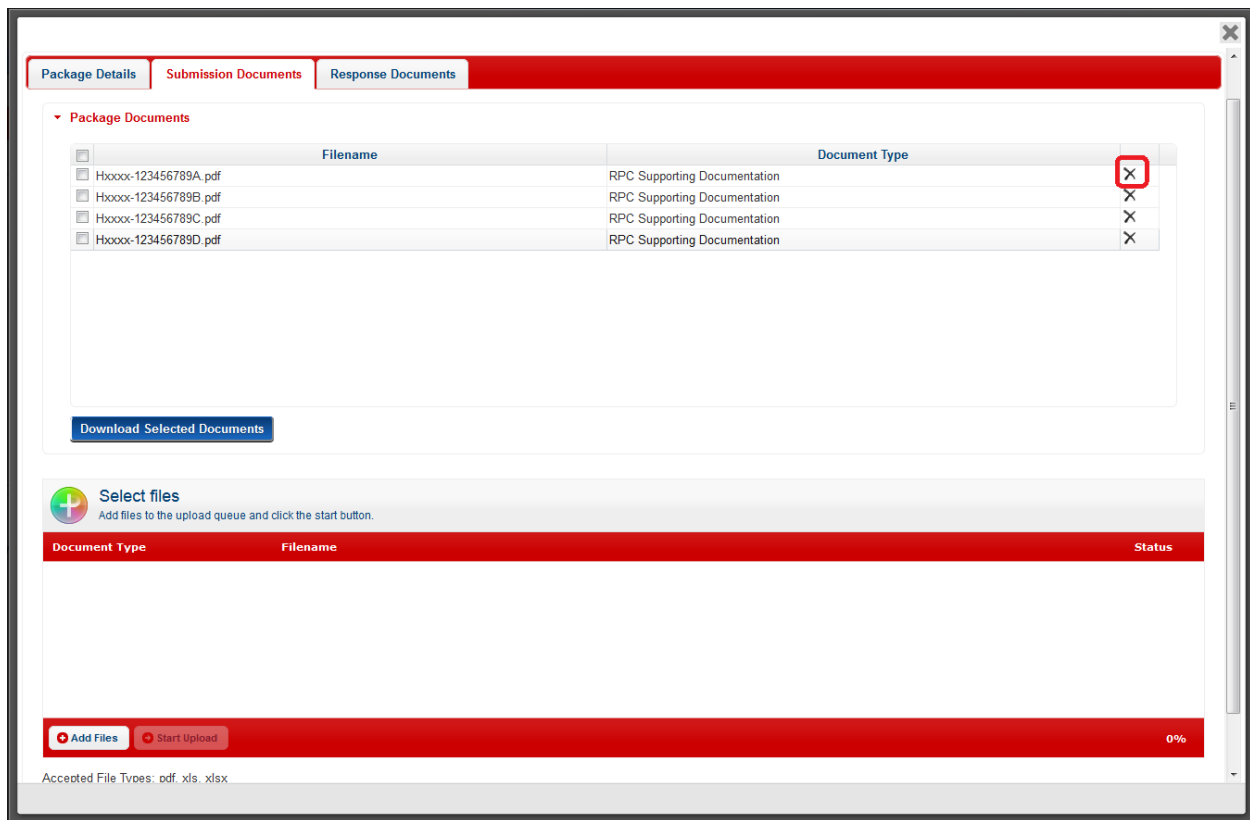 Package Details Submission Documents Response Documents
Package Documents
Filename Document Type
Hxxxx-123456789A.pdf RPC Supporting Documentation
Hxxxx-123456789B.pdf RPC Supporting Documentation
Hxxxx-123456789C.pdf RPC Supporting Documentation
Hxxxx-123456789D.pdf RPC Supporting Documentation
Download Selected Documents
Select files
Add files to the upload queue and click the start button.
Document Type Filename Status
Add Files Start Upload 0%
Accepted File Types: pdf, xls, xlsx